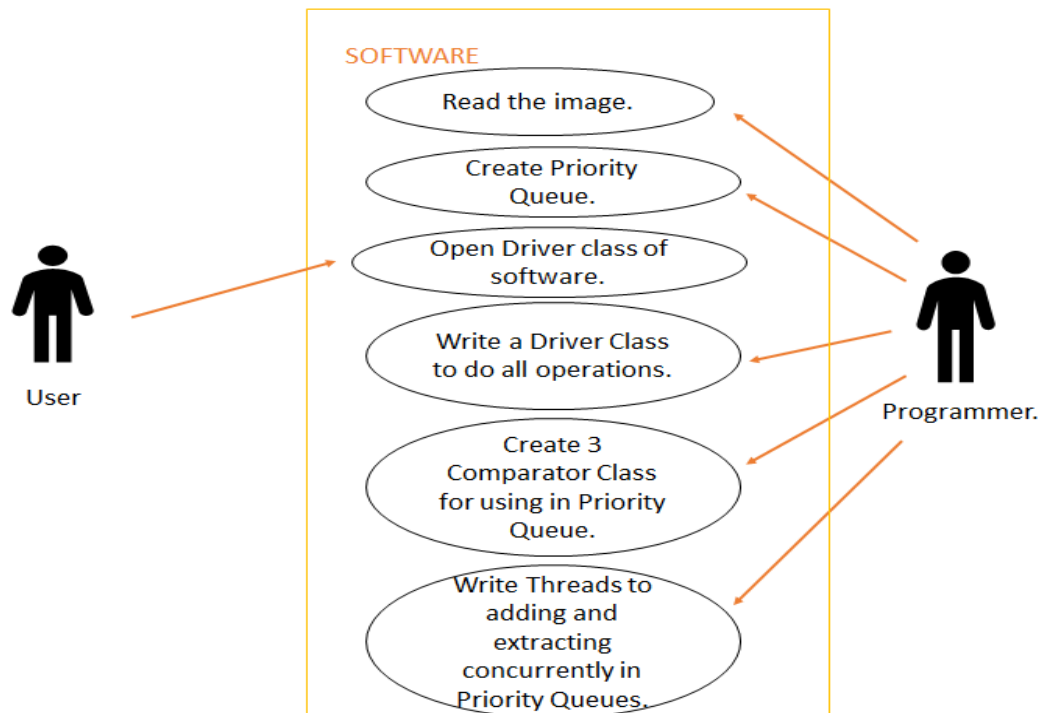 SOFTWARE
Read the image.
Create Priority
Queue.
Open Driver class of
software.
Write a Driver Class
to do all operations.
User
Programmer.
Create 3
Comparator Class
for using in Priority
Queue.
Write Threads to
adding and
extracting
concurrently in
Priority Queues.